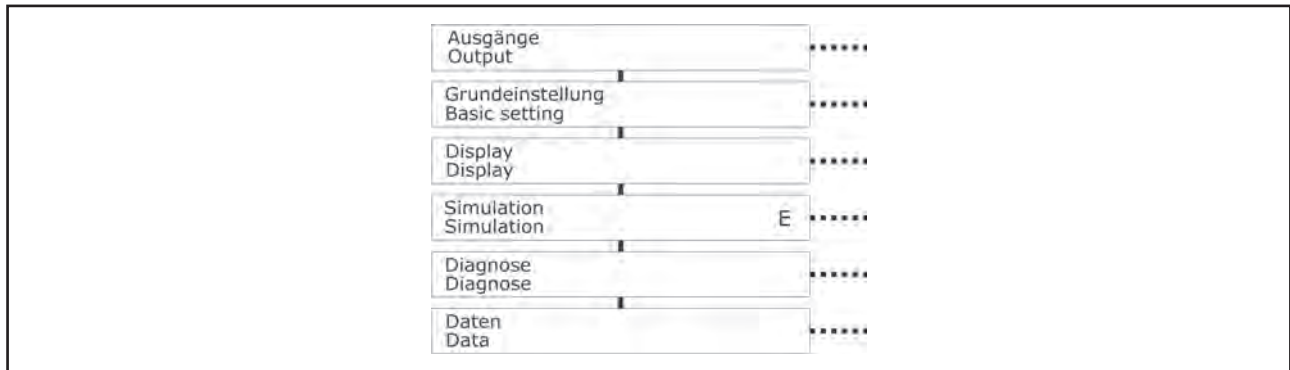 Ausgänge
Output
Grundeinstellung
Basic setting
Display
Display
Simulation
Simulation E
Diagnose
Diagnose
Daten
Data